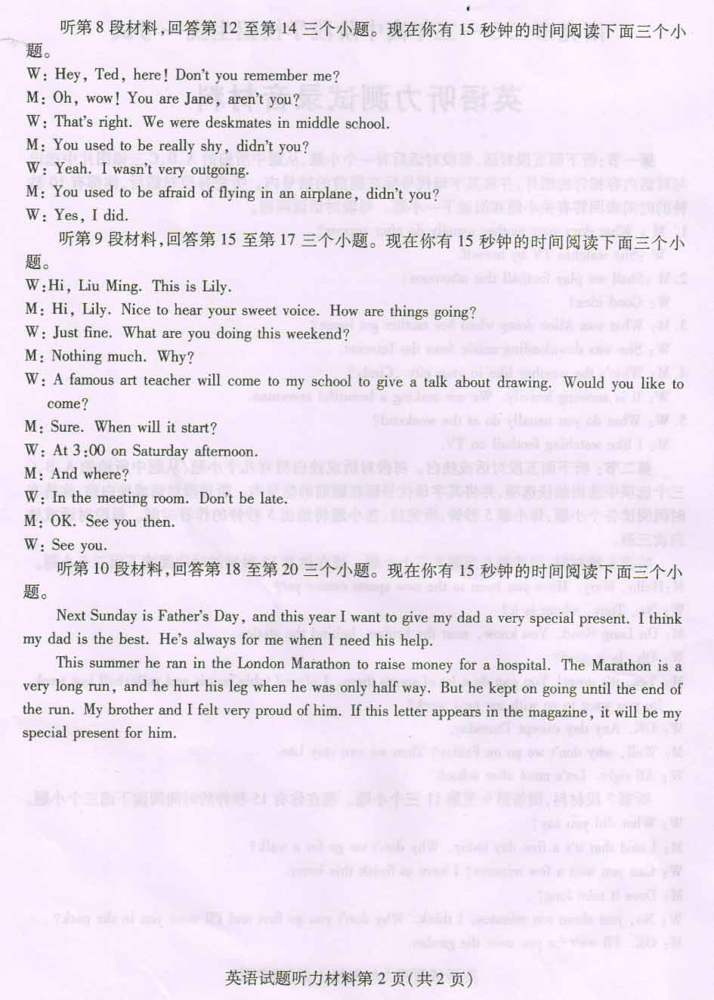 听第 8 段材料,回答第 12 至第 14 三个小题。现在你有 15 秒钟的时间阅读下面三个小
题。
W: Hey, Ted, here! Don't you remember me?
M: Oh, wow! You are Jane, aren't you?
W: That's right. We were deskmates in middle school.
M: You used to be really shy, didn't you?
W: Yeah. I wasn't very outgoing.
M: You used to be afraid of flying in an airplane, didn't you?
W: Yes, I did.
听第 9 段材料,回答第 15 至第 17 三个小题。现在你有 15 秒钟的时间阅读下面三个小
题。
W:Hi, Liu Ming. This is Lily.
M: Hi, Lily. Nice to hear your sweet voice. How are things going?
W: Just fine. What are you doing this weekend?
M: Nothing much. Why?
W: A famous art teacher will come to my school to give a talk about drawing. Would you like to
come?
M: Sure. When will it start?
W: At 3:00 on Saturday afternoon.
M: And where?
W: In the meeting room. Don't be late.
M: OK. See you then.
W: See you.
听第 10 段材料,回答第 18 至第 20 三个小题。现在你有 15 秒钟的时间阅读下面三个小
题。
Next Sunday is Father's Day, and this year I want to give my dad a very special present. I think
my dad is the best. He's always for me when I need his help.
This summer he ran in the London Marathon to raise money for a hospital. The Marathon is a
very long run, and he hurt his leg when he was only half way. But he kept on going until the end of
the run. My brother and I felt very proud of him. If this letter appears in the magazine, it will be my
special present for him.
英语试题听力材料第 2 页(共 2 页)